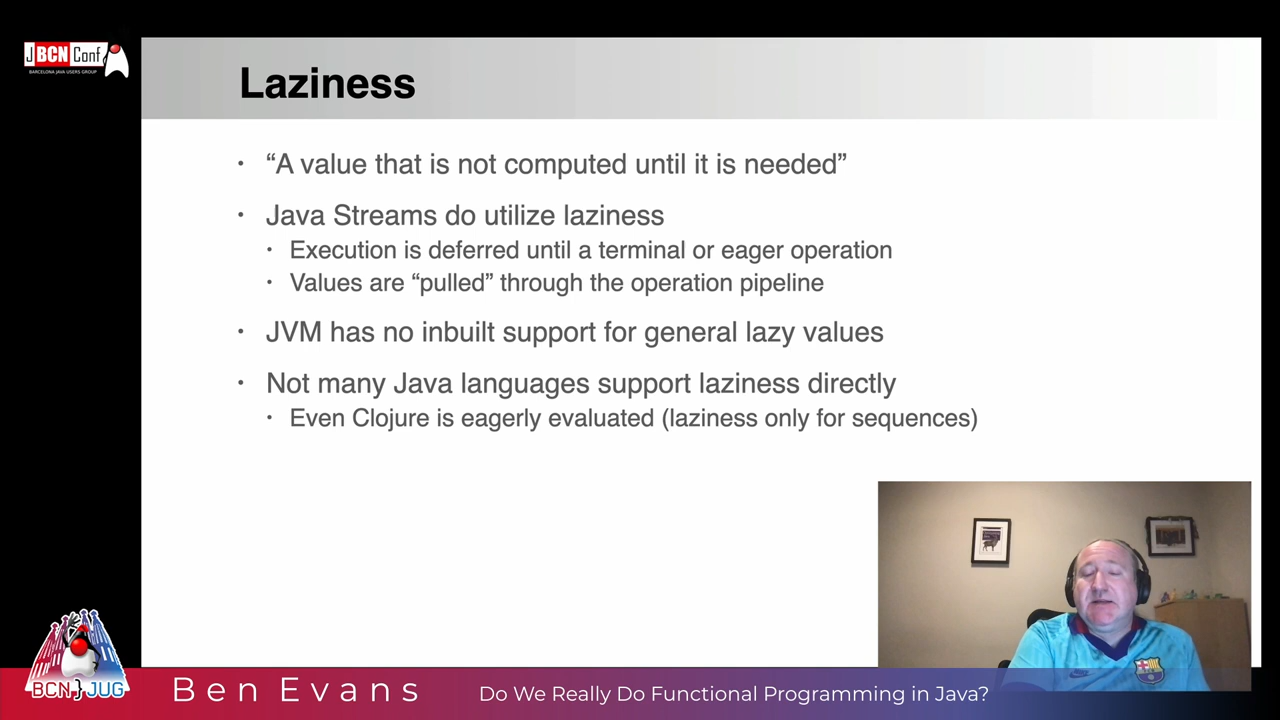 JBCNConf
BARCELONA JAVA USERS GROUP
Laziness
• “A value that is not computed until it is needed”
• Java Streams do utilize laziness
• Execution is deferred until a terminal or eager operation
• Values are “pulled” through the operation pipeline
• JVM has no inbuilt support for general lazy values
• Not many Java languages support laziness directly
• Even Clojure is eagerly evaluated (laziness only for sequences)
BCN JUG
Ben Evans
Do We Really Do Functional Programming in Java?